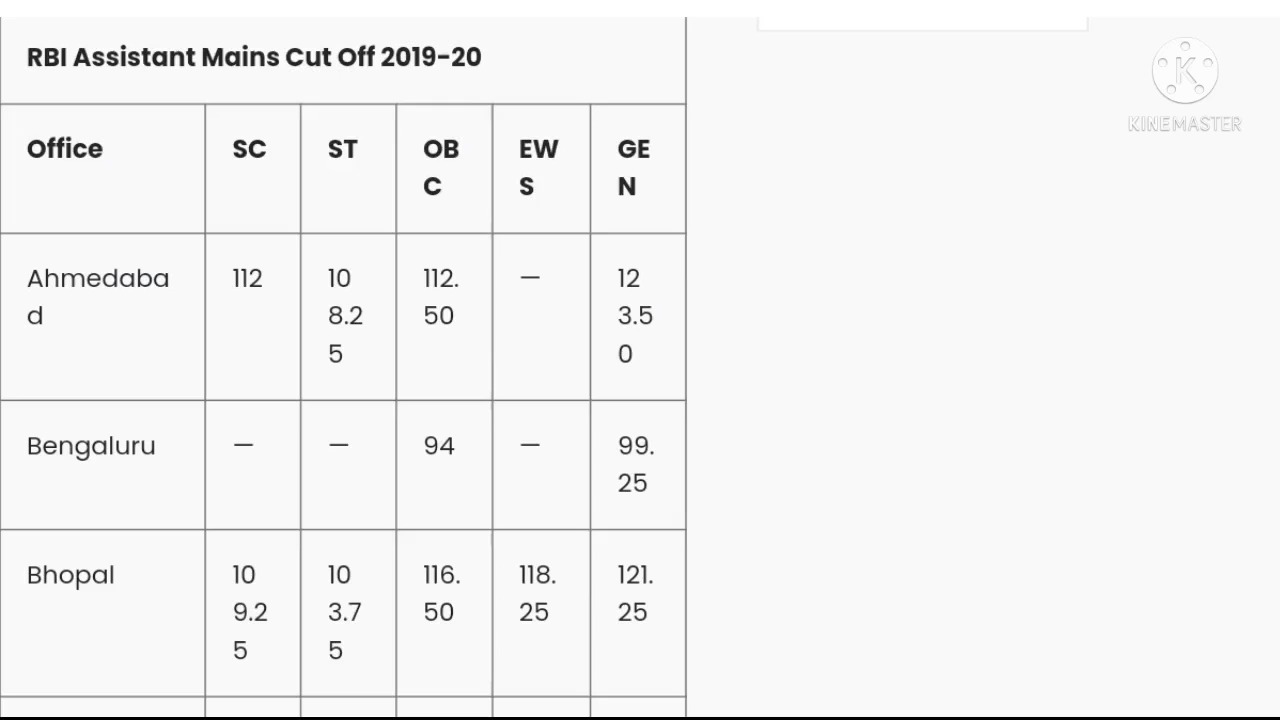 RBI Assistant Mains Cut Off 2019-20
KINEMASTER
Office SC ST OB EW GE
C S N
Ahmedaba 112 10 112. — 12
d 8.2 50 3.5
5 0
Bengaluru — — 94 — 99.
25
Bhopal 10 10 116. 118. 121.
9.2 3.7 50 25 25
5 5